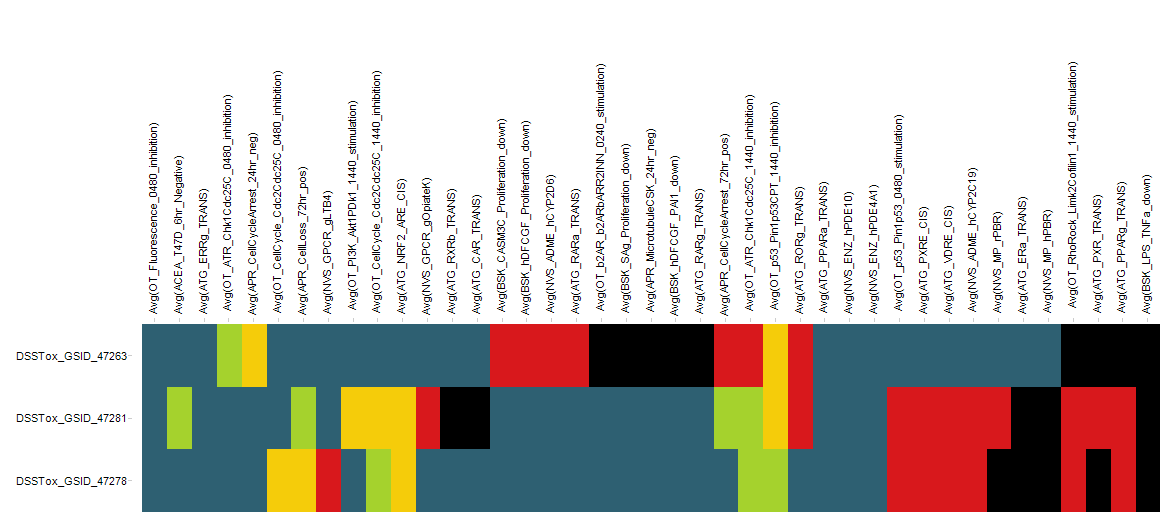 Avg(OT_Fluorescence_0480_inhibition)
Avg(ACEA_T47D_6hr_Negative)
Avg(ATG_ERRg_TRANS)
Avg(OT_ATR_Chk1Cdc25C_0480_inhibition)
Avg(APR_CellCycleArrest_24hr_neg)
Avg(OT_CellCycle_Cdc2Cdc25C_0480_inhibition)
Avg(APR_CellLoss_72hr_pos)
Avg(NVS_GPCR_gLTB4)
Avg(OT_PI3K_Akt1PDk1_1440_stimulation)
Avg(OT_CellCycle_Cdc2Cdc25C_1440_inhibition)
Avg(ATG_NRF2_ARE_CIS)
Avg(NVS_GPCR_gOpiateK)
Avg(ATG_RXRb_TRANS)
Avg(ATG_CAR_TRANS)
Avg(BSK_CASM3C_Proliferation_down)
Avg(BSK_hDFCGF_Proliferation_down)
Avg(NVS_ADME_hCYP2D6)
Avg(ATG_RARa_TRANS)
Avg(OT_b2AR_b2ARbARR2INN_0240_stimulation)
Avg(BSK_SAg_Proliferation_down)
Avg(APR_MicrotubuleCSK_24hr_neg)
Avg(BSK_hDFCGF_PAI1_down)
Avg(ATG_RARg_TRANS)
Avg(APR_CellCycleArrest_72hr_pos)
Avg(OT_ATR_Chk1Cdc25C_1440_inhibition)
Avg(OT_p53_Pin1p53CPT_1440_inhibition)
Avg(ATG_RORg_TRANS)
Avg(ATG_PPARa_TRANS)
Avg(NVS_ENZ_hPDE10)
Avg(NVS_ENZ_hPDE4A1)
Avg(OT_p53_Pin1p53_0480_stimulation)
Avg(ATG_PXRE_CIS)
Avg(ATG_VDRE_CIS)
Avg(NVS_ADME_hCYP2C19)
Avg(NVS_MP_rPBR)
Avg(ATG_ERa_TRANS)
Avg(NVS_MP_hPBR)
Avg(OT_RhoRock_Limk2Cofilin1_1440_stimulation)
Avg(ATG_PXR_TRANS)
Avg(ATG_PPARg_TRANS)
Avg(BSK_LPS_TNFa_down)
DSSTox_GSID_47263
DSSTox_GSID_47281
DSSTox_GSID_47278